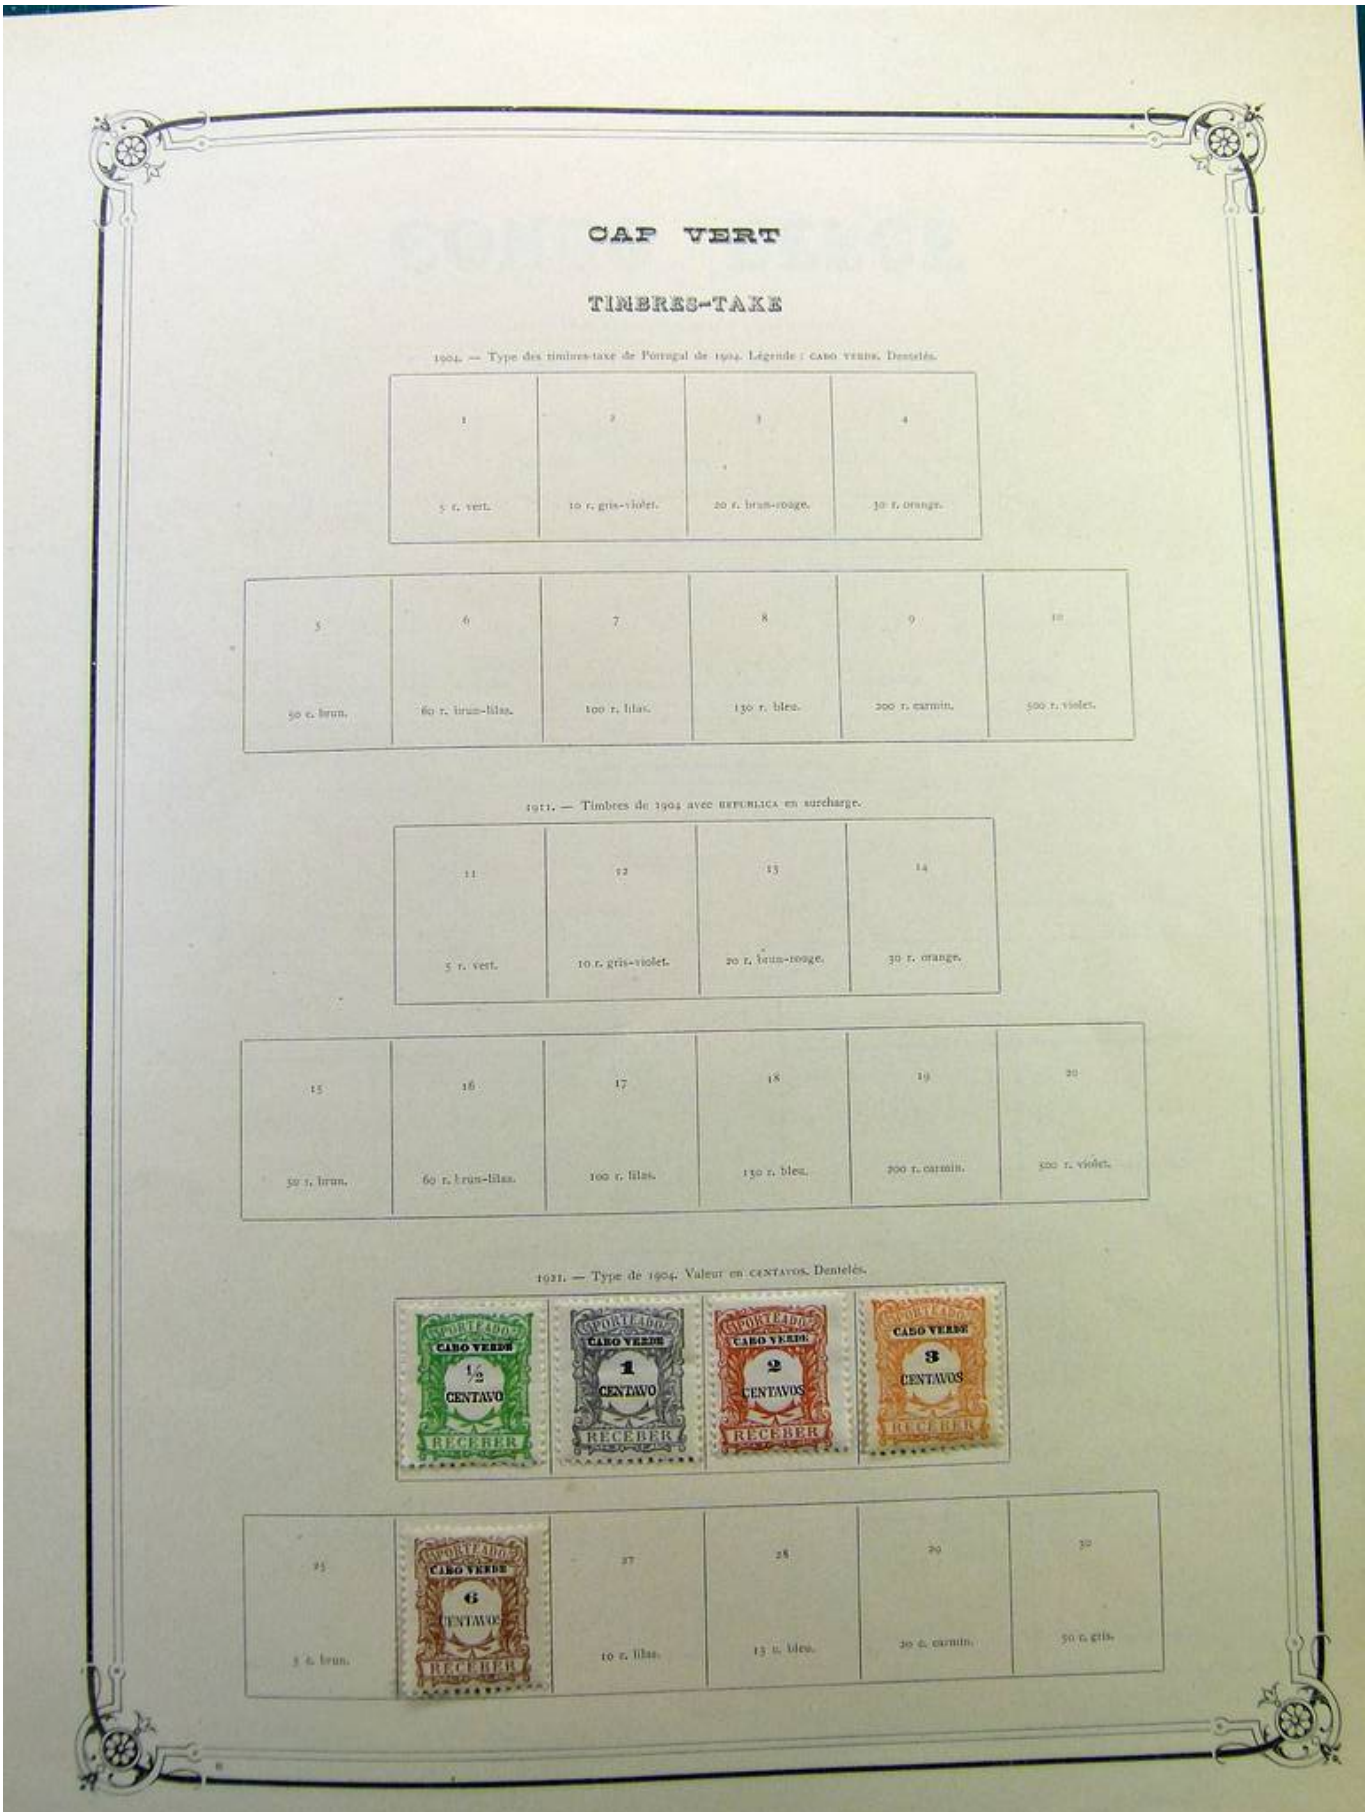 CAP VERT
TIMBRES-TAXE
1904. — Type des timbres-taxe de Portugal de 1904. Légende : CABO VERDE. Dentelés.
1 2 3 4
5 r. vert. 10 r. gris-violet. 20 r. brun-rouge. 30 r. orange.
5 6 7 8 9 10
50 r. brun. 60 r. brun-lilas. 100 r. lilas. 130 r. bleu. 200 r. carmin. 500 r. violet.
1911. — Timbres de 1904 avec REPUBLICA en surcharge.
11 12 13 14
5 r. vert. 10 r. gris-violet. 20 r. brun-rouge. 30 r. orange.
15 16 17 18 19 20
50 r. brun. 60 r. brun-lilas. 100 r. lilas. 130 r. bleu. 200 r. carmin. 500 r. violet.
1921. — Type de 1904. Valeur en CENTAVOS. Dentelés.
PORTEADO PORTEADO PORTEADO PORTEADO
CABO VERDE CABO VERDE CABO VERDE CABO VERDE
½ 1 2 3
CENTAVO CENTAVO CENTAVOS CENTAVOS
RECEBER RECEBER RECEBER RECEBER
25 PORTEADO 27 28 29 30
CABO VERDE
6
CENTAVOS
RECEBER
5 c. brun. 10 c. lilas. 13 c. bleu. 20 c. carmin. 50 c. gris.